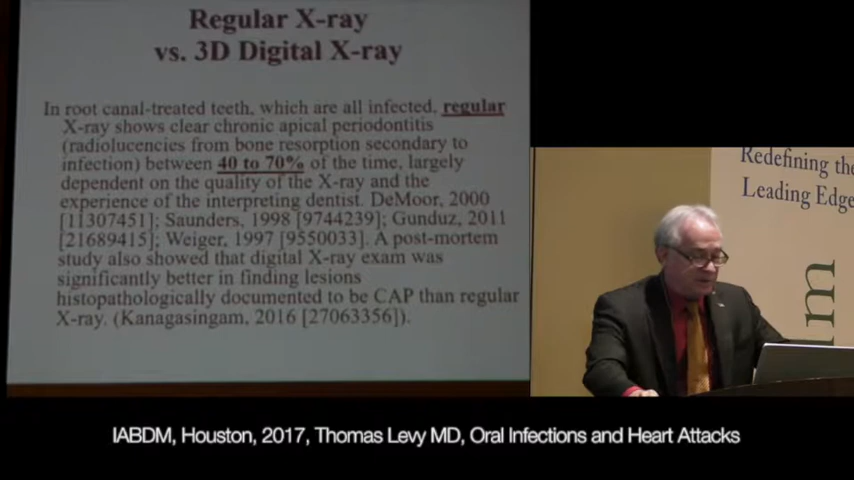 Regular X-ray
vs. 3D Digital X-ray
In root canal-treated teeth, which are all infected, regular
X-ray shows clear chronic apical periodontitis
(radiolucencies from bone resorption secondary to
infection) between 40 to 70% of the time, largely
dependent on the quality of the X-ray and the
experience of the interpreting dentist. DeMoor, 2000
[11307451]; Saunders, 1998 [9744239]; Gunduz, 2011
[21689415]; Weiger, 1997 [9550033]. A post-mortem
study also showed that digital X-ray exam was
significantly better in finding lesions
histopathologically documented to be CAP than regular
X-ray. (Kanagasingam, 2016 [27063356]).
Redefining the
Leading Edge
m
IABDM, Houston, 2017, Thomas Levy MD, Oral Infections and Heart Attacks